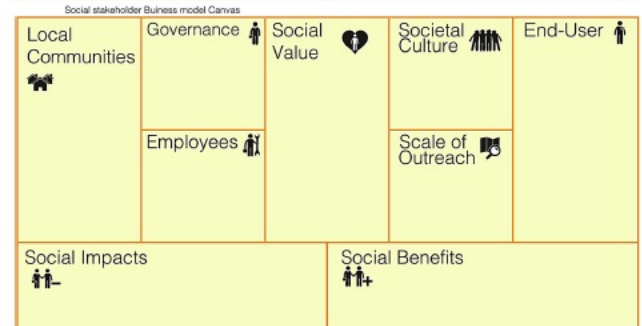 Social stakeholder Buiness model Canvas
Local
Communities
Governance
Employees
Social
Value
Societal
Culture
Scale of
Outreach
End-User
Social Impacts
Social Benefits